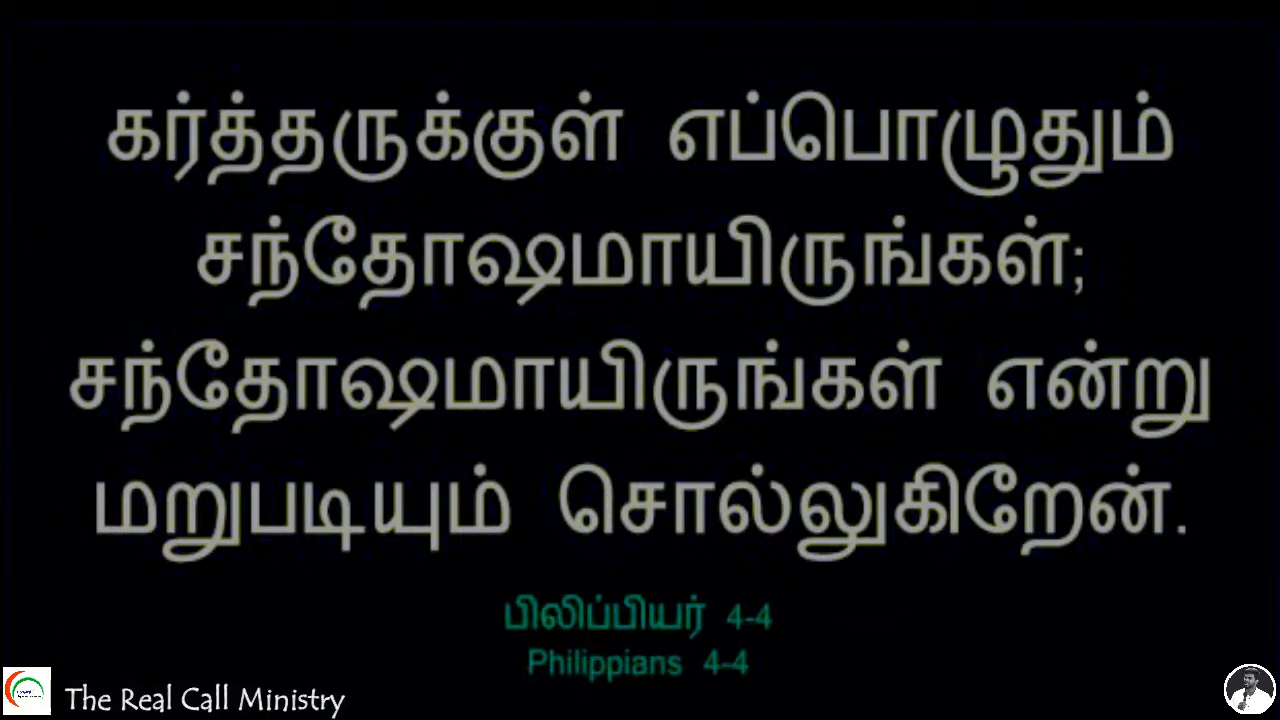 கர்த்தருக்குள் எப்பொழுதும்
சந்தோஷமாயிருங்கள்;
சந்தோஷமாயிருங்கள் என்று
மறுபடியும் சொல்லுகிறேன்.
பிலிப்பியர் 4-4
Philippians 4-4
The Real Call Ministry